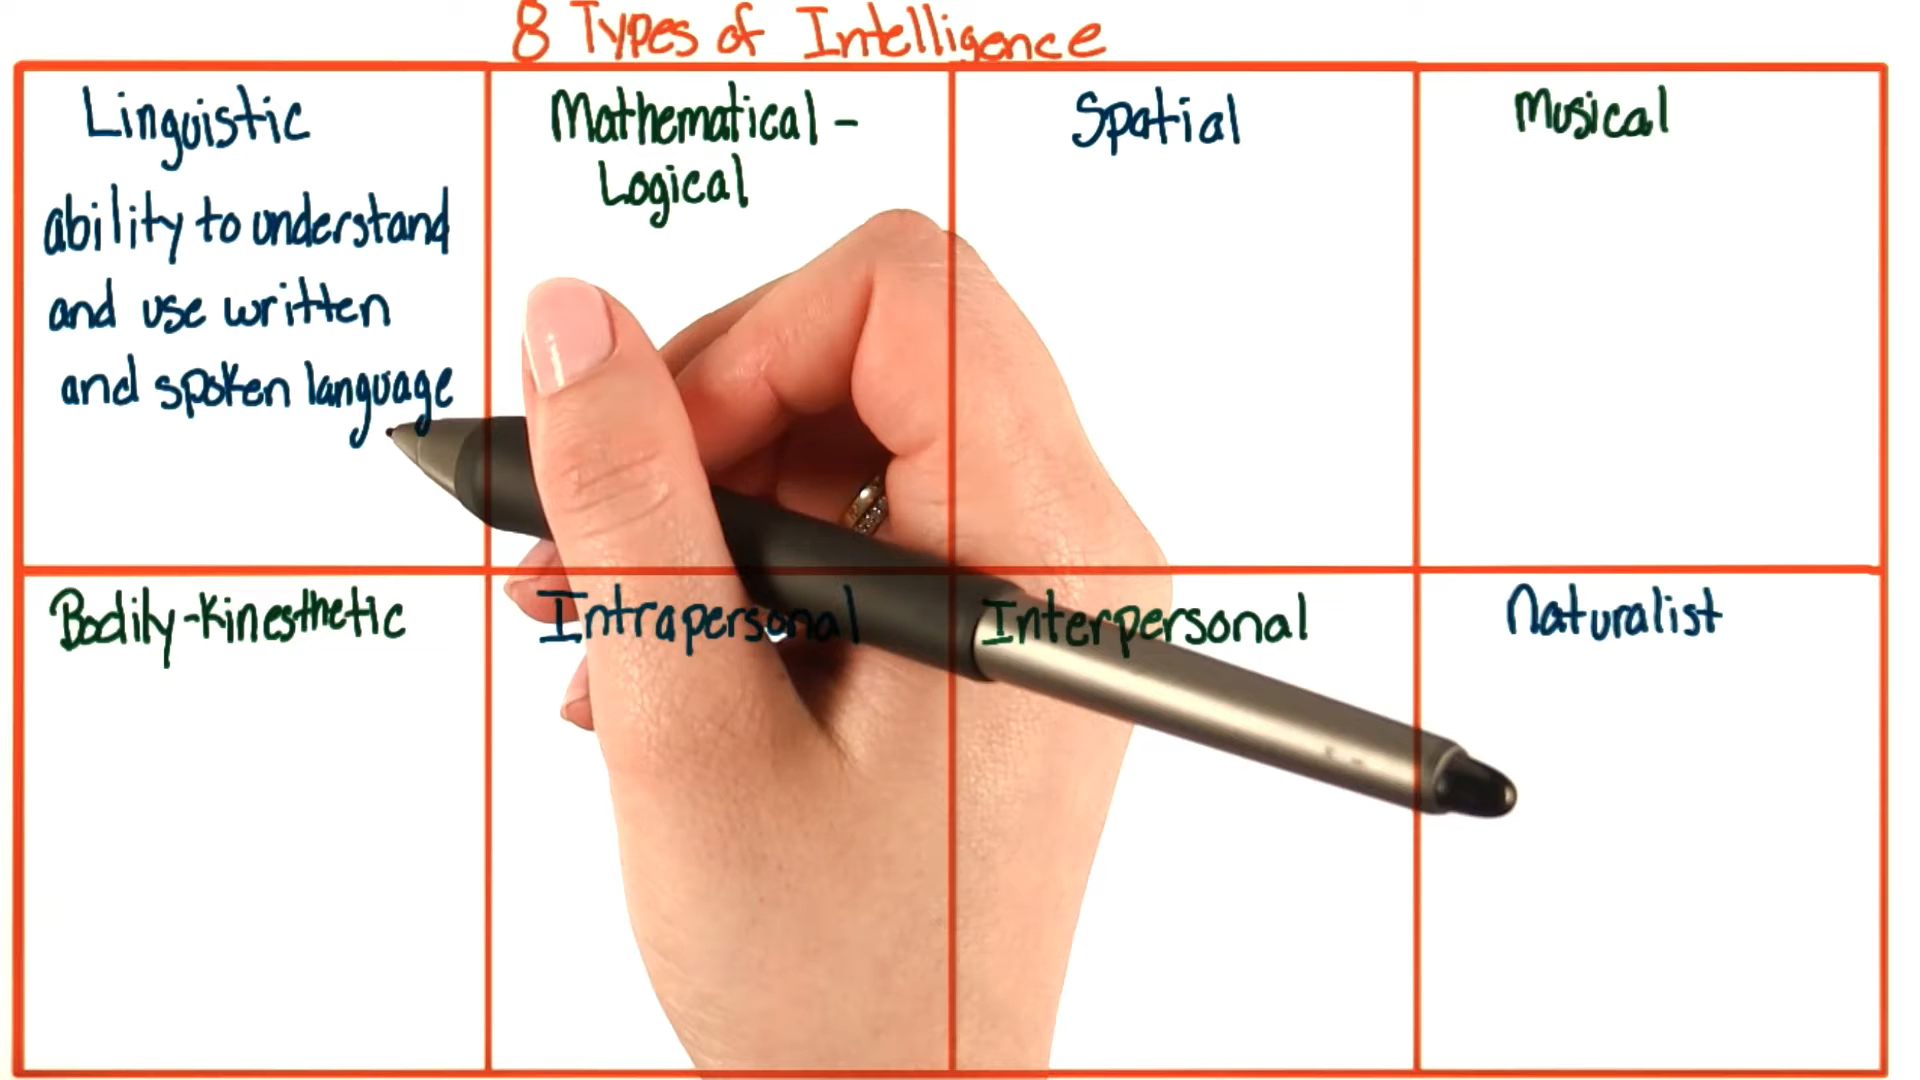 8 Types of Intelligence
Linguistic
ability to understand
and use written
and spoken language
Mathematical -
Logical
Spatial
Musical
Bodily-Kinesthetic
Intrapersonal
Interpersonal
Naturalist